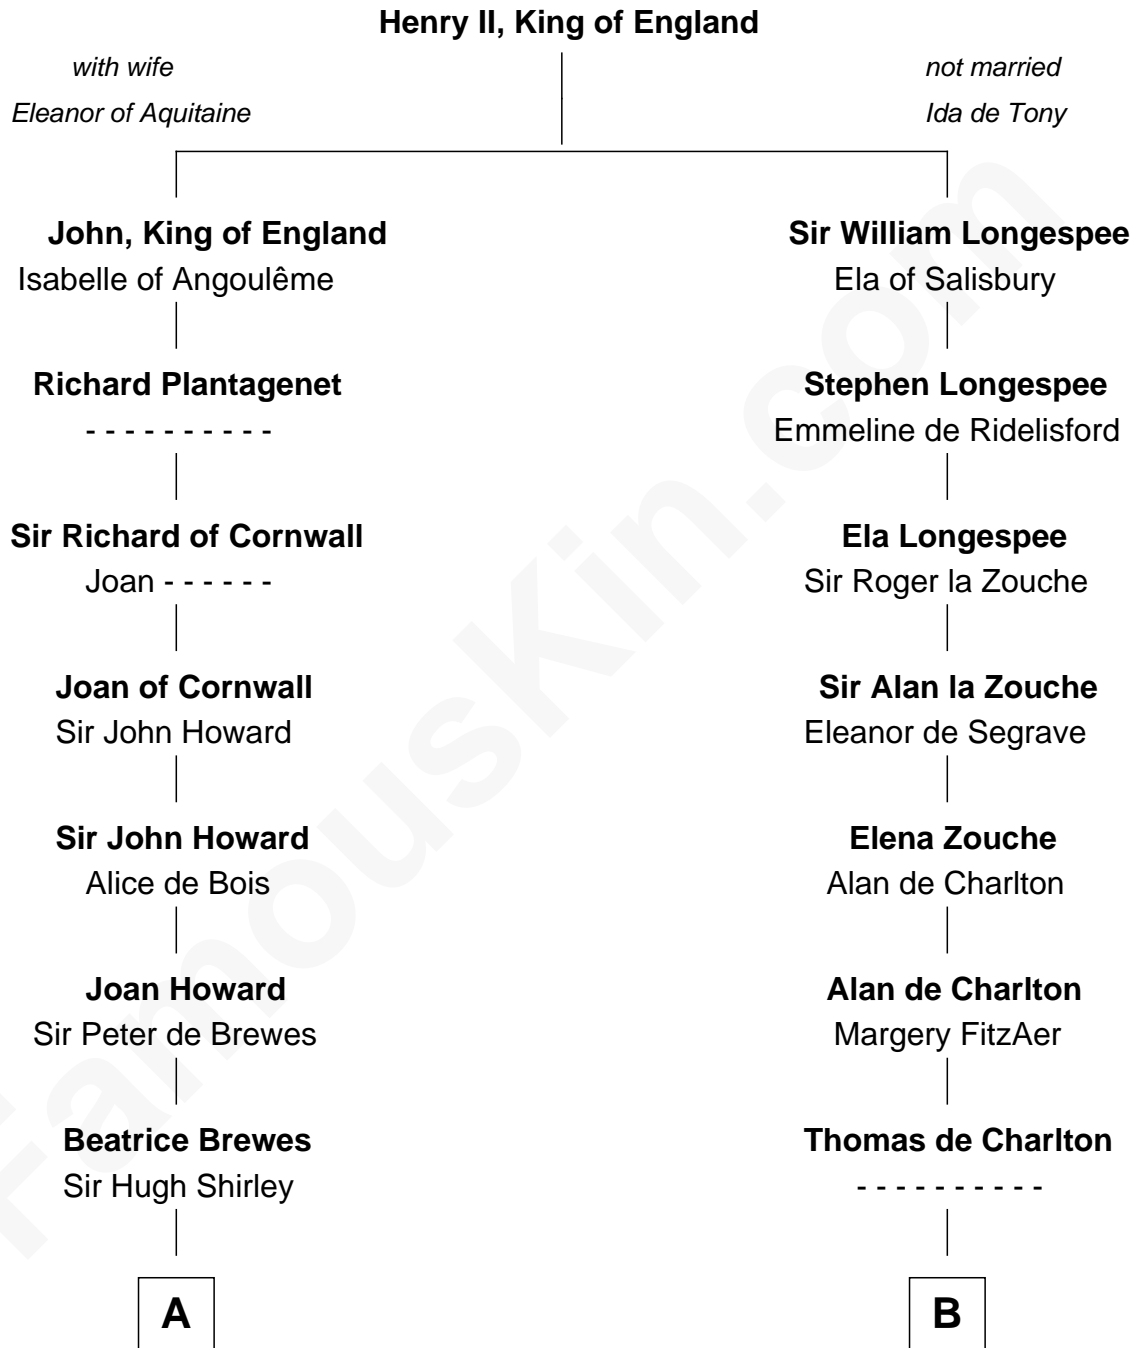 Henry II, King of England
with wife
Eleanor of Aquitaine
not married
Ida de Tony
John, King of England
Isabelle of Angoulême
Richard Plantagenet
- - - - - - - - - -
Sir Richard of Cornwall
Joan - - - - - -
Joan of Cornwall
Sir John Howard
Sir John Howard
Alice de Bois
Joan Howard
Sir Peter de Brewes
Beatrice Brewes
Sir Hugh Shirley
A
Sir William Longespee
Ela of Salisbury
Stephen Longespee
Emmeline de Ridelisford
Ela Longespee
Sir Roger la Zouche
Sir Alan la Zouche
Eleanor de Segrave
Elena Zouche
Alan de Charlton
Alan de Charlton
Margery FitzAer
Thomas de Charlton
- - - - - - - - - -
B
FamousKin.com